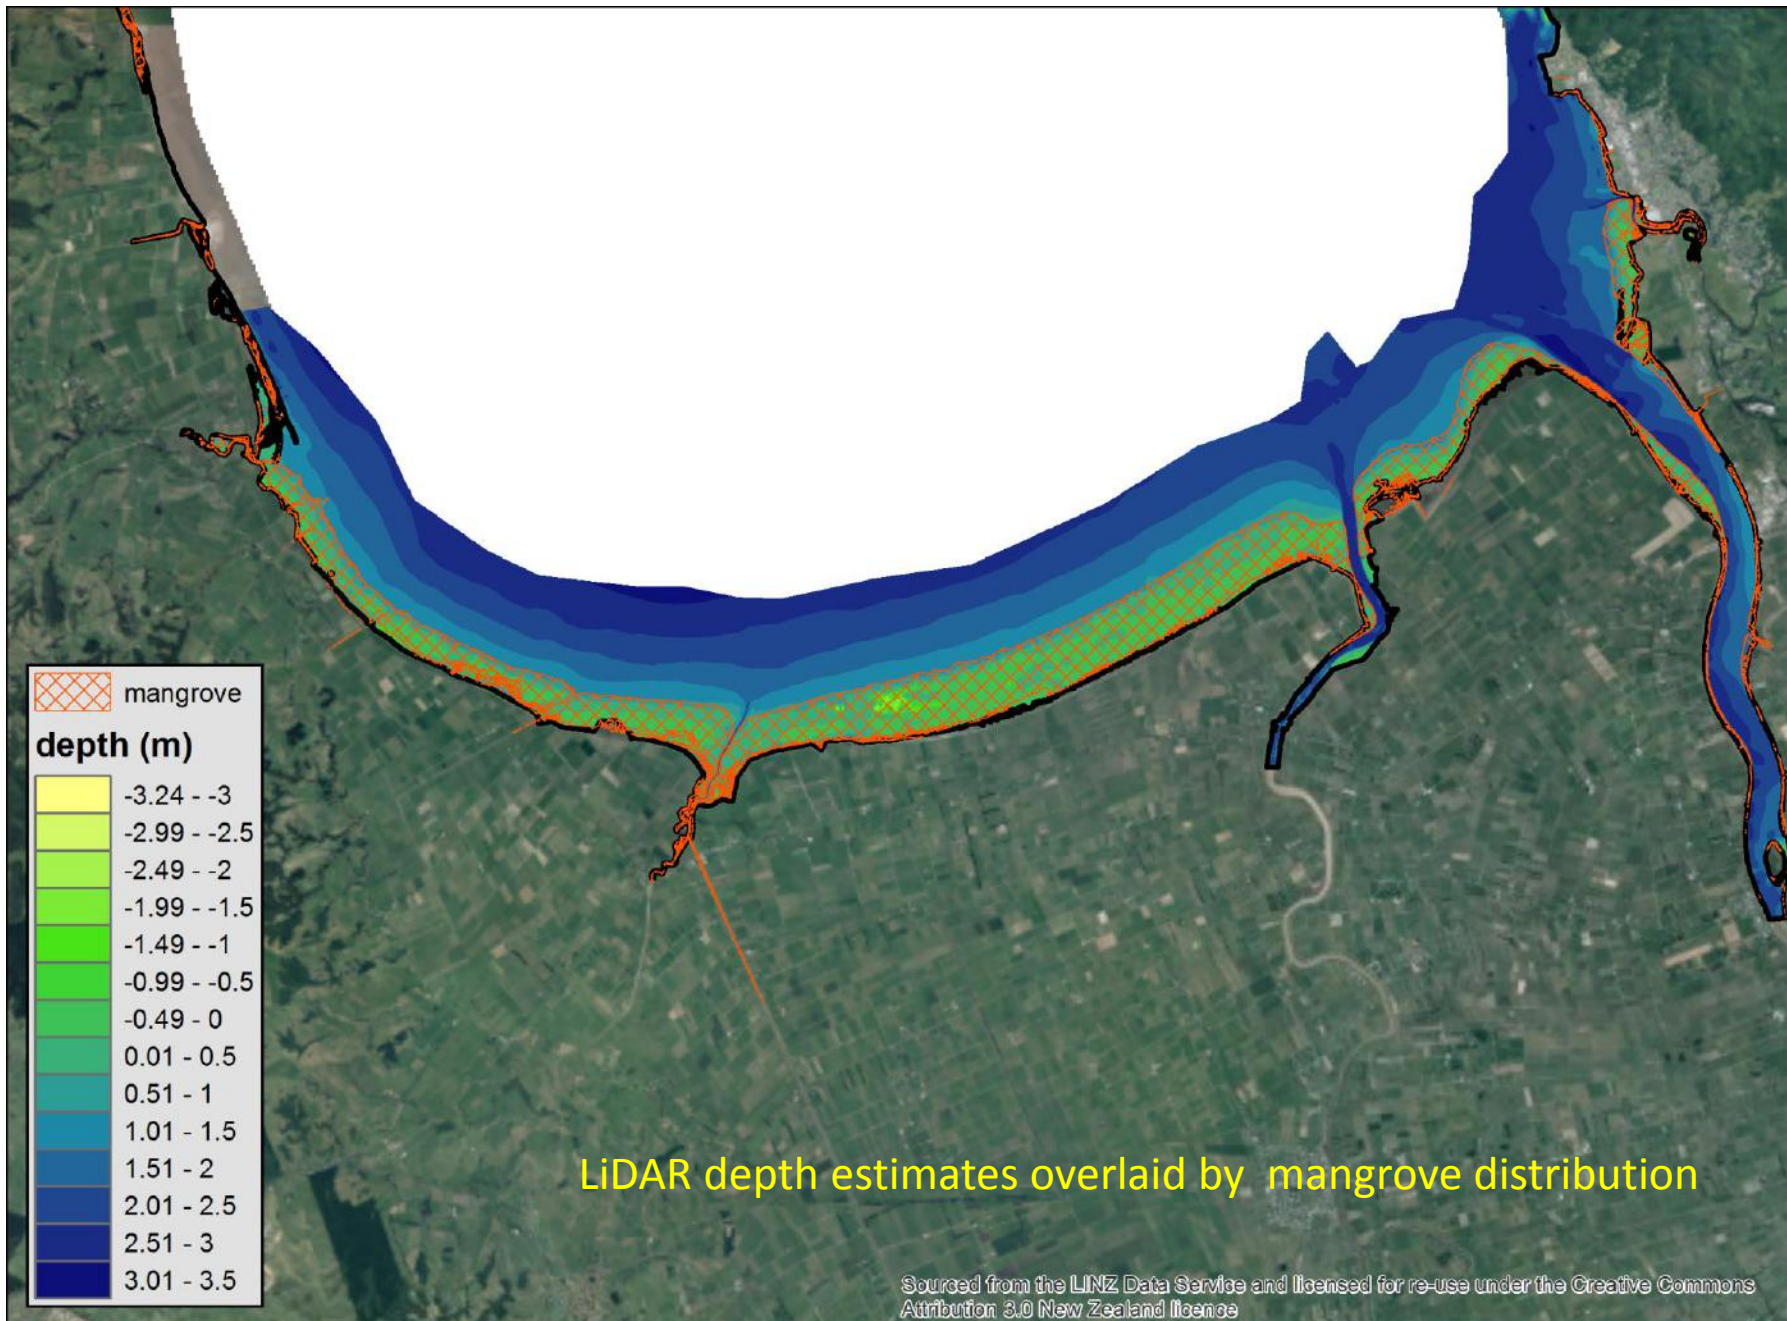 mangrove
depth (m)
-3.24 - -3
-2.99 - -2.5
-2.49 - -2
-1.99 - -1.5
-1.49 - -1
-0.99 - -0.5
-0.49 - 0
0.01 - 0.5
0.51 - 1
1.01 - 1.5
1.51 - 2
2.01 - 2.5
2.51 - 3
3.01 - 3.5
LiDAR depth estimates overlaid by  mangrove distribution
Sourced from the LINZ Data Service and licensed for re-use under the Creative Commons
Attribution 3.0 New Zealand licence